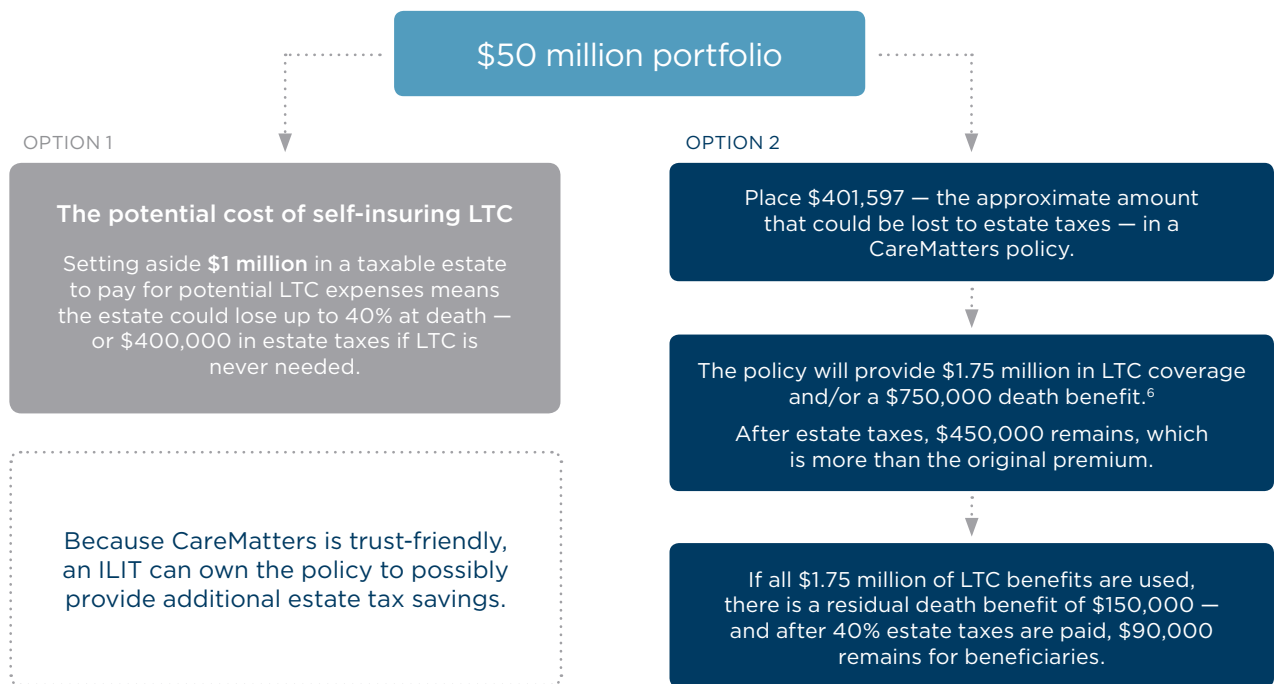 $50 million portfolio
OPTION 1
The potential cost of self-insuring LTC
Setting aside $1 million in a taxable estate
to pay for potential LTC expenses means
the estate could lose up to 40% at death —
or $400,000 in estate taxes if LTC is
never needed.
Because CareMatters is trust-friendly,
an ILIT can own the policy to possibly
provide additional estate tax savings.
OPTION 2
Place $401,597 — the approximate amount
that could be lost to estate taxes — in a
CareMatters policy.
The policy will provide $1.75 million in LTC coverage
and/or a $750,000 death benefit.⁶
After estate taxes, $450,000 remains, which
is more than the original premium.
If all $1.75 million of LTC benefits are used,
there is a residual death benefit of $150,000 —
and after 40% estate taxes are paid, $90,000
remains for beneficiaries.